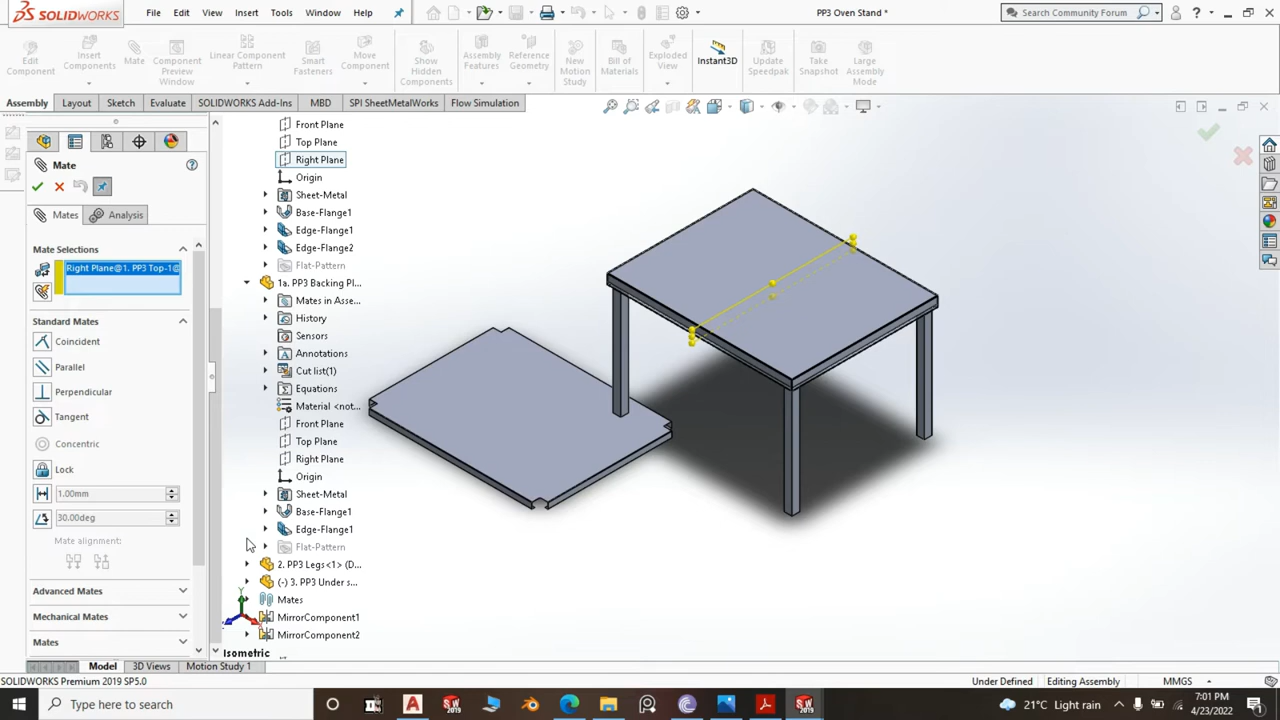 SOLIDWORKS
File
Edit
View
Insert
Tools
Window
PP3 Oven Stand *
Search Community Forum
Edit Component
Insert Components
Mate
Component Preview Window
Linear Component Pattern
Smart Fasteners
Move Component
Show Hidden Components
Assembly Features
Reference Geometry
New Motion Study
Bill of Materials
Exploded View
Instant3D
Update Speedpak
Take Snapshot
Large Assembly Mode
Assembly
Layout
Sketch
Evaluate
SOLIDWORKS Add-Ins
MBD
SPI SheetMetalWorks
Flow Simulation
Mate
Mates
Analysis
Mate Selections
Right Plane@1. PP3 Top-1@
Standard Mates
Coincident
Parallel
Perpendicular
Tangent
Concentric
Lock
1.00mm
30.00deg
Mate alignment:
Advanced Mates
Mechanical Mates
Mates
Front Plane
Top Plane
Right Plane
Origin
Sheet-Metal
Base-Flange1
Edge-Flange1
Edge-Flange2
Flat-Pattern
1a. PP3 Backing Pl...
Mates in Asse...
History
Sensors
Annotations
Cut list(1)
Equations
Material <not...
Front Plane
Top Plane
Right Plane
Origin
Sheet-Metal
Base-Flange1
Edge-Flange1
Flat-Pattern
2. PP3 Legs<1> (D...
(-) 3. PP3 Under s...
Mates
MirrorComponent1
MirrorComponent2
Y
Isometric
Model
3D Views
Motion Study 1
SOLIDWORKS Premium 2019 SP5.0
Under Defined
Editing Assembly
MMGS
Type here to search
21°C Light rain
7:01 PM
4/23/2022